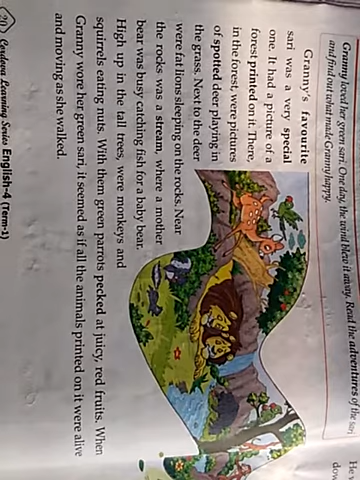 Granny loved her green sari. One day, the wind blew it away. Read the adventures of the sari
and find out what made Granny happy.
Granny's favourite
sari was a very special
one. It had a picture of a
forest printed on it. There,
in the forest, were pictures
of spotted deer playing in
the grass. Next to the deer
were fat lions sleeping on the rocks. Near
the rocks was a stream, where a mother
bear was busy catching fish for a baby bear.
High up in the tall trees, were monkeys and
squirrels eating nuts. With them green parrots pecked at juicy, red fruits. When
Granny wore her green sari, it seemed as if all the animals printed on it were alive
and moving as she walked.
20 Cordova Learning Series English-4 (Term-1)